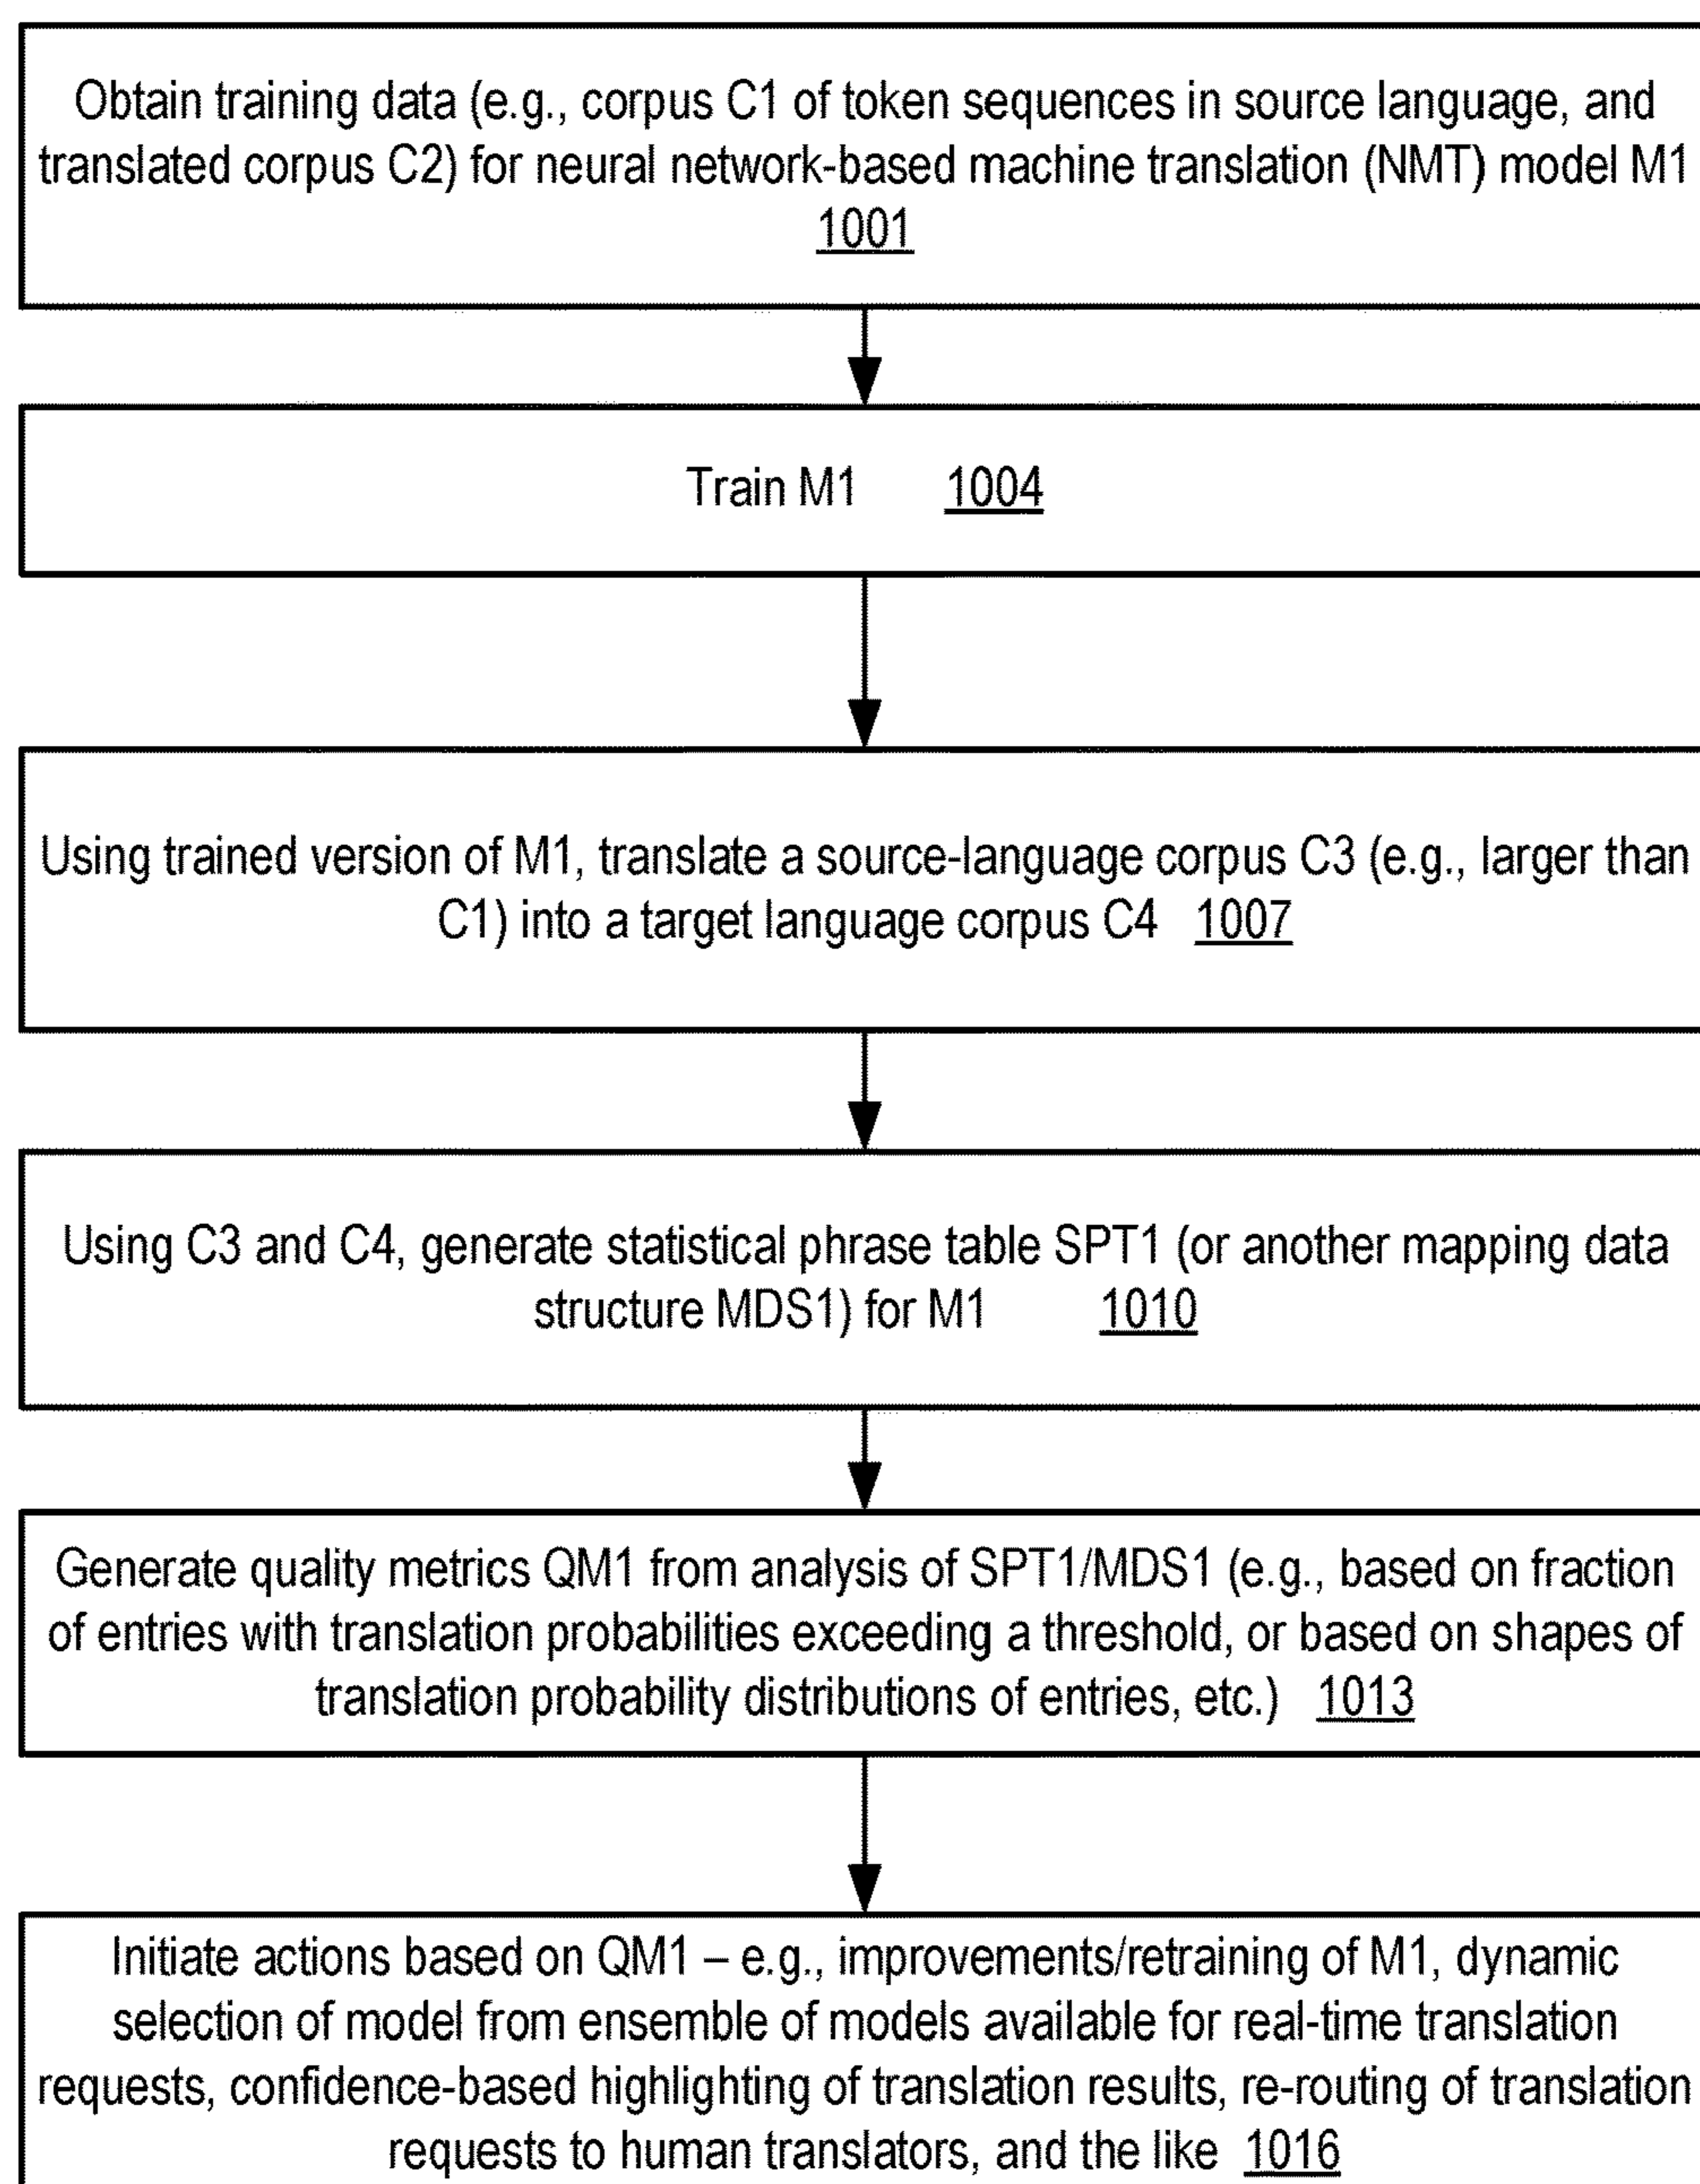 Obtain training data (e.g., corpus C1 of token sequences in source language, and
translated corpus C2) for neural network-based machine translation (NMT) model M1
1001
Train M1 1004
Using trained version of M1, translate a source-language corpus C3 (e.g., larger than
C1) into a target language corpus C4 1007
Using C3 and C4, generate statistical phrase table SPT1 (or another mapping data
structure MDS1) for M1 1010
Generate quality metrics QM1 from analysis of SPT1/MDS1 (e.g., based on fraction
of entries with translation probabilities exceeding a threshold, or based on shapes of
translation probability distributions of entries, etc.) 1013
Initiate actions based on QM1 – e.g., improvements/retraining of M1, dynamic
selection of model from ensemble of models available for real-time translation
requests, confidence-based highlighting of translation results, re-routing of translation
requests to human translators, and the like 1016